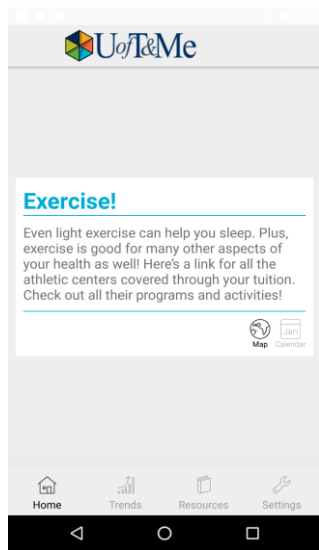 UofT&Me
Exercise!
Even light exercise can help you sleep. Plus,
exercise is good for many other aspects of
your health as well! Here's a link for all the
athletic centers covered through your tuition.
Check out all their programs and activities!
Jan
Map Calendar
Home Trends Resources Settings